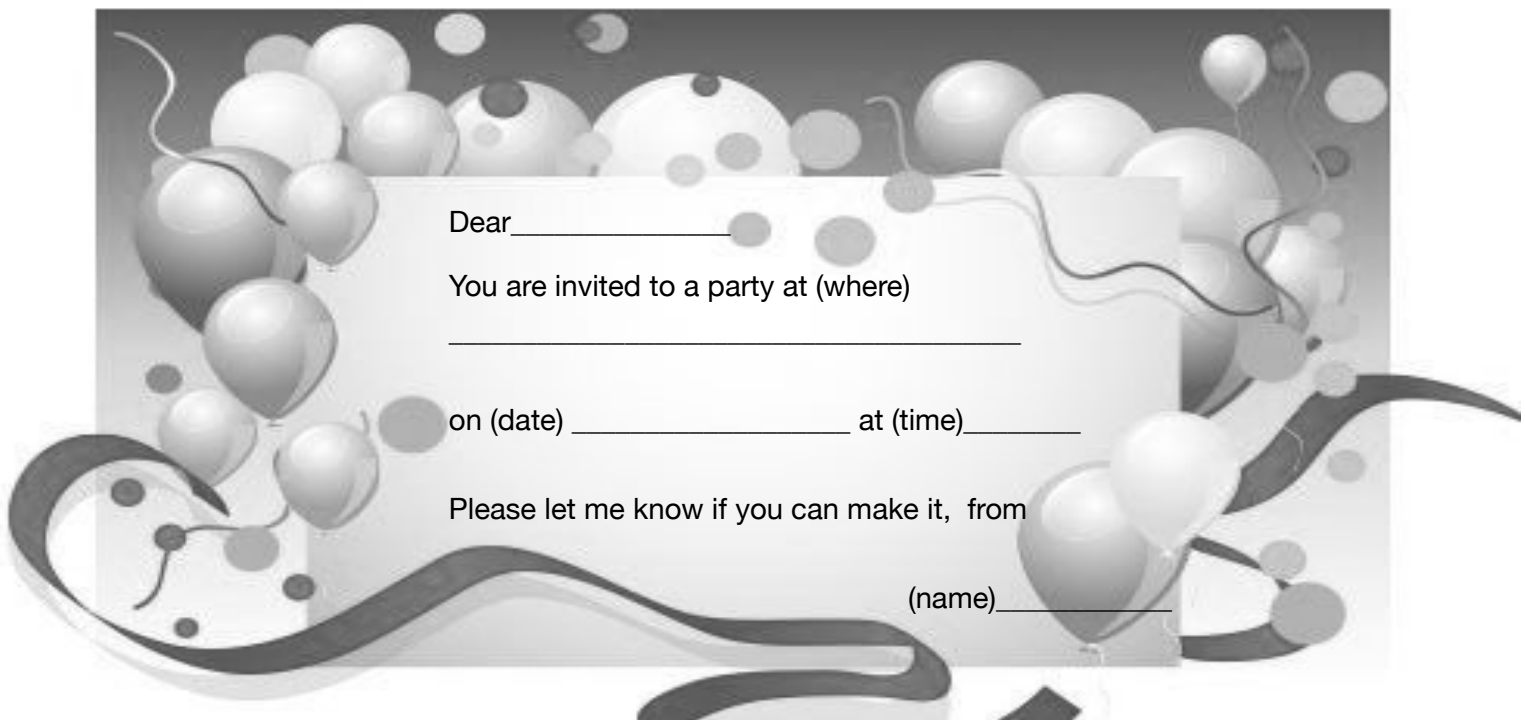 Dear_______________
You are invited to a party at (where)
_______________________________________
on (date) ___________________ at (time)________
Please let me know if you can make it,  from
(name)____________